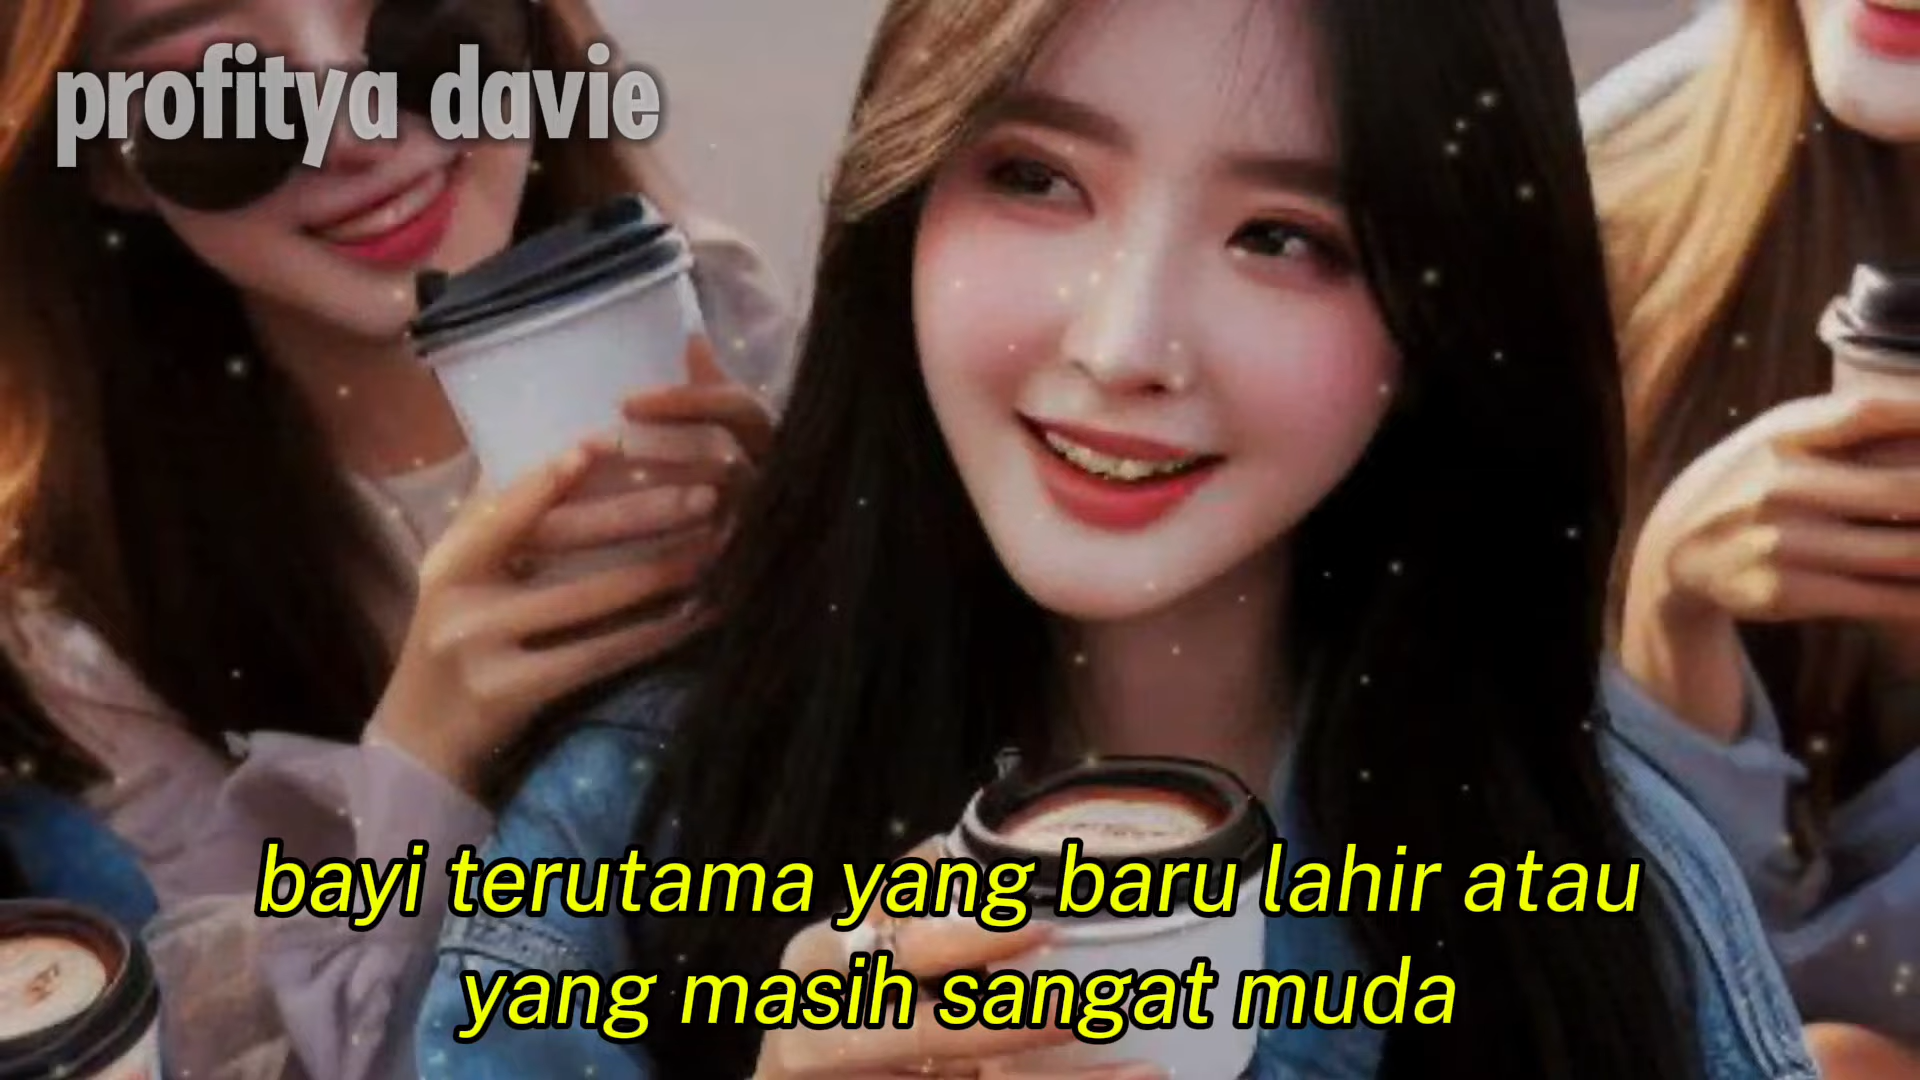 profitya davie
bayi terutama yang baru lahir atau
yang masih sangat muda